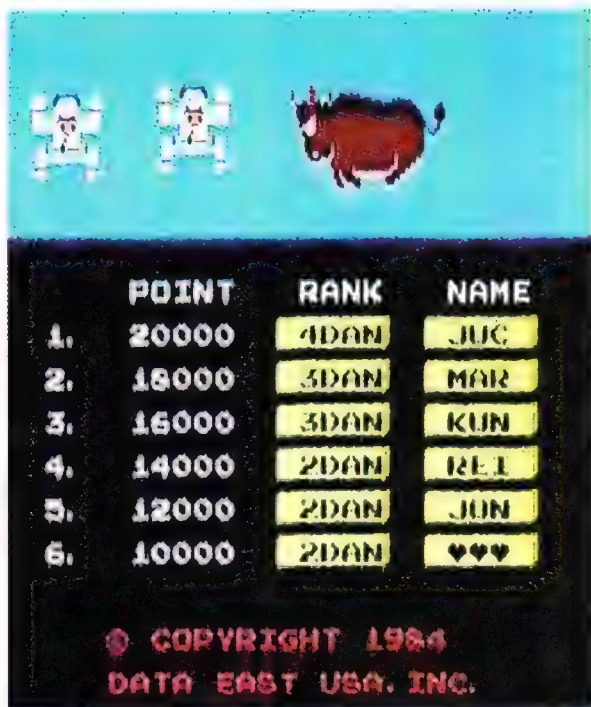 POINT RANK NAME
1. 20000 4DAN JUC
2. 18000 3DAN MAR
3. 16000 3DAN KUN
4. 14000 2DAN REI
5. 12000 2DAN JUN
6. 10000 2DAN ♥♥♥
© COPYRIGHT 1984
DATA EAST USA. INC.